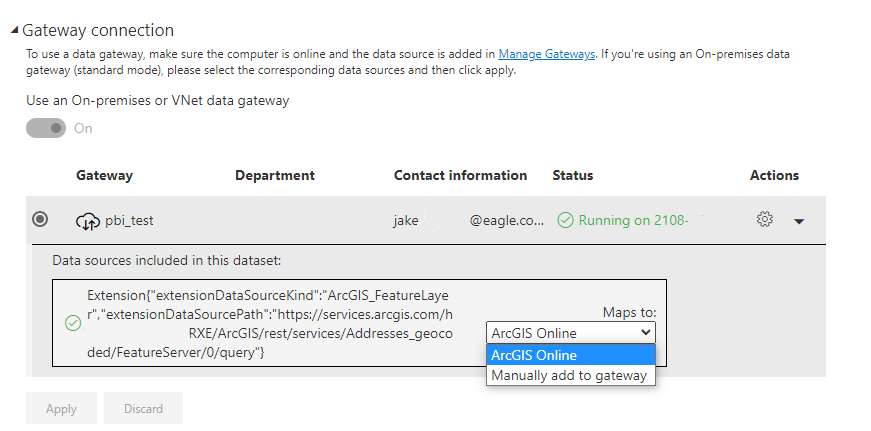 Gateway connection
To use a data gateway, make sure the computer is online and the data source is added in Manage Gateways. If you're using an On-premises data
gateway (standard mode), please select the corresponding data sources and then click apply.
Use an On-premises or VNet data gateway
On
Gateway Department Contact information Status Actions
pbi_test jake @eagle.co... Running on 2108-
Data sources included in this dataset:
Extension{"extensionDataSourceKind":"ArcGIS_FeatureLaye
r","extensionDataSourcePath":"https://services.arcgis.com/h
RXE/ArcGIS/rest/services/Addresses_geoco
ded/FeatureServer/0/query"}
Maps to:
ArcGIS Online
ArcGIS Online
Manually add to gateway
Apply Discard